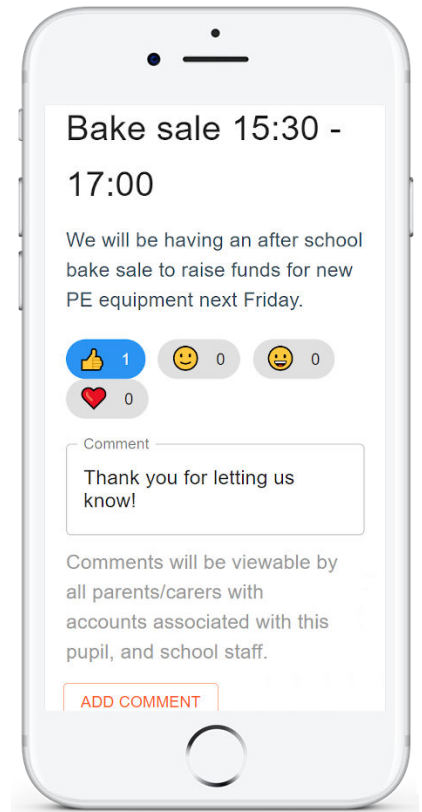 Bake sale 15:30 -
17:00
We will be having an after school
bake sale to raise funds for new
PE equipment next Friday.
1
0
0
0
Comment
Thank you for letting us
know!
Comments will be viewable by
all parents/carers with
accounts associated with this
pupil, and school staff.
ADD COMMENT